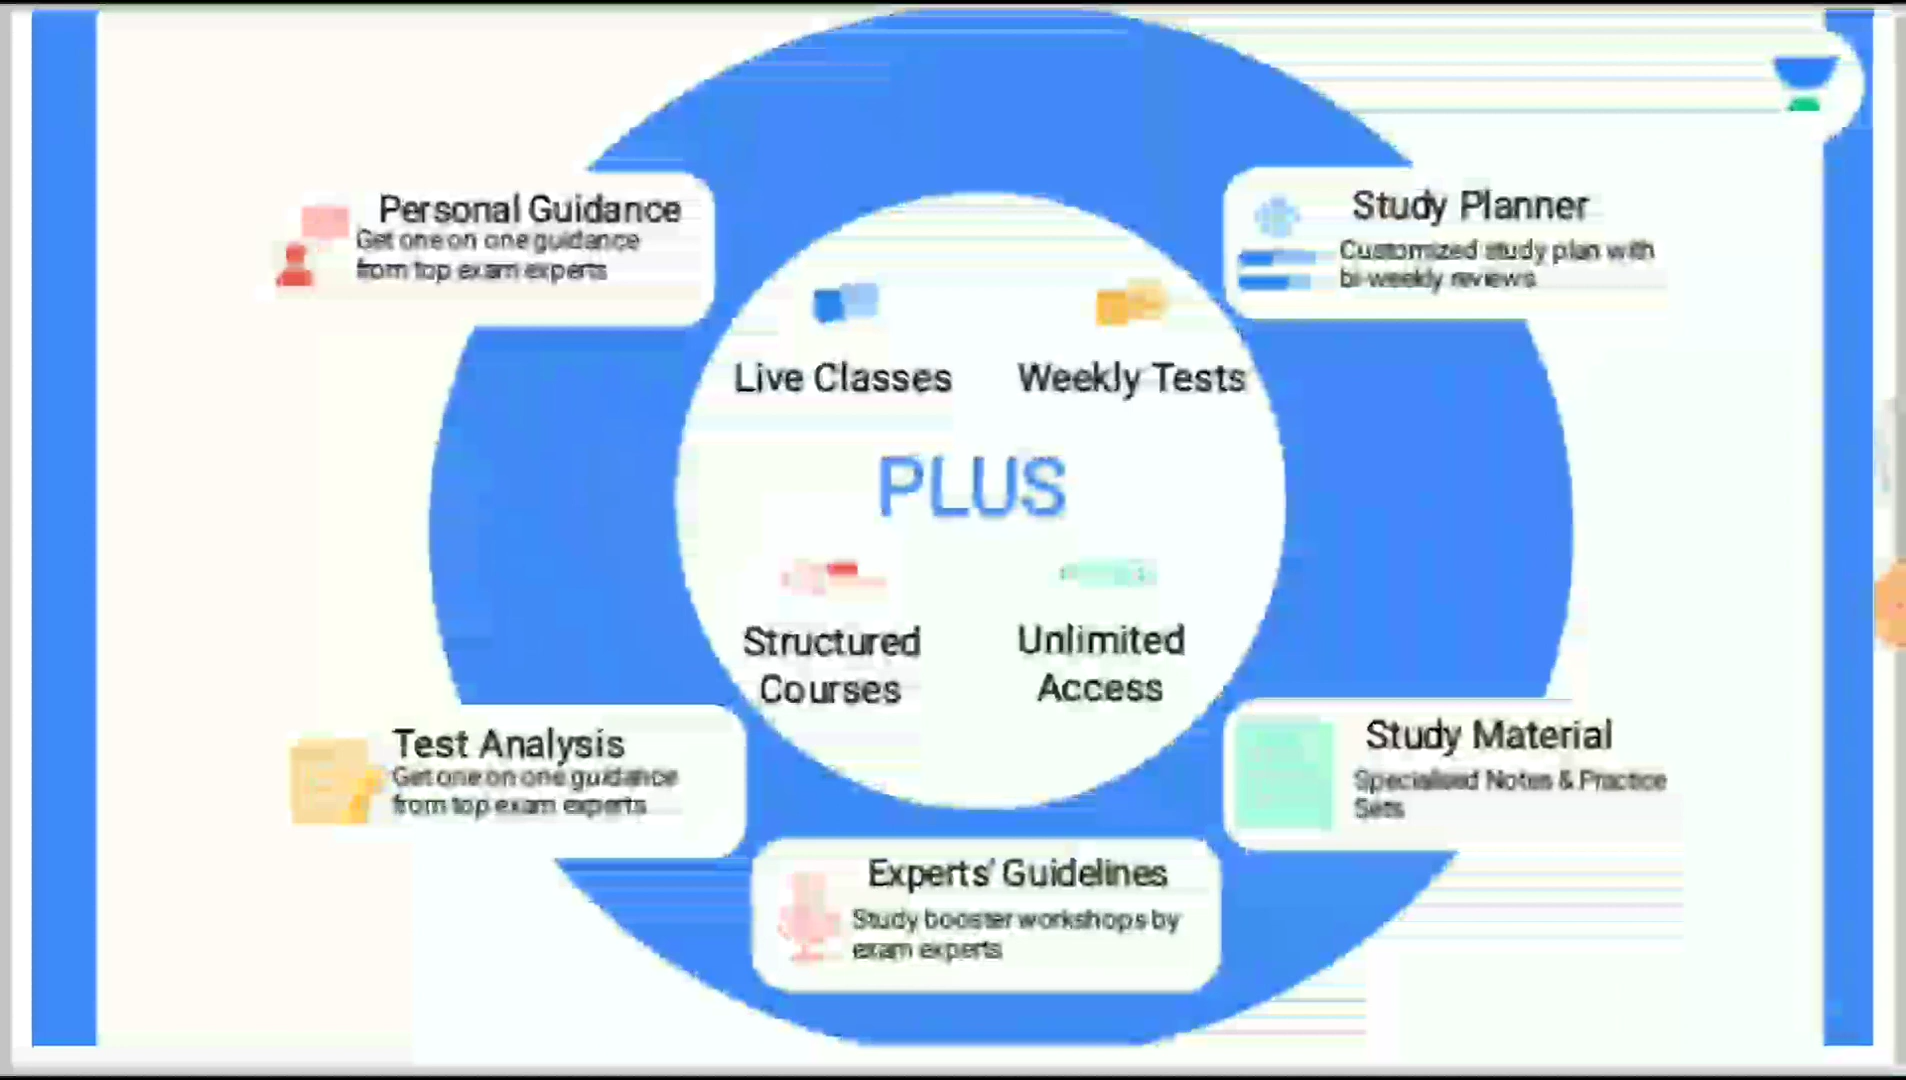 Personal Guidance
Get one on one guidance
from top exam experts
Study Planner
Customized study plan with
bi-weekly reviews
Live Classes
Weekly Tests
PLUS
Structured
Courses
Unlimited
Access
Test Analysis
Get one on one guidance
from top exam experts
Study Material
Specialised Notes & Practice
Sets
Experts' Guidelines
Study booster workshops by
exam experts